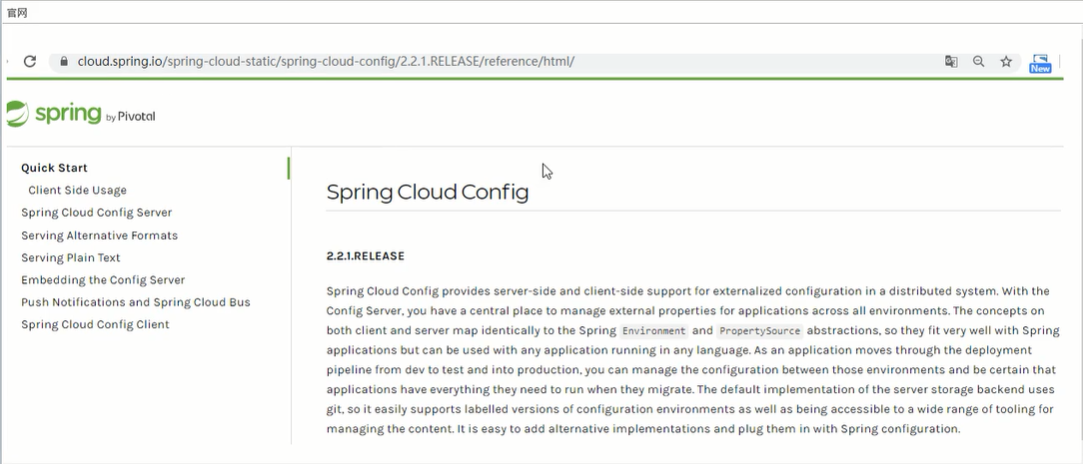 官网
cloud.spring.io/spring-cloud-static/spring-cloud-config/2.2.1.RELEASE/reference/html/
New
spring by Pivotal
Quick Start
Client Side Usage
Spring Cloud Config Server
Serving Alternative Formats
Serving Plain Text
Embedding the Config Server
Push Notifications and Spring Cloud Bus
Spring Cloud Config Client
Spring Cloud Config
2.2.1.RELEASE
Spring Cloud Config provides server-side and client-side support for externalized configuration in a distributed system. With the
Config Server, you have a central place to manage external properties for applications across all environments. The concepts on
both client and server map identically to the Spring Environment and PropertySource abstractions, so they fit very well with Spring
applications but can be used with any application running in any language. As an application moves through the deployment
pipeline from dev to test and into production, you can manage the configuration between those environments and be certain that
applications have everything they need to run when they migrate. The default implementation of the server storage backend uses
git, so it easily supports labelled versions of configuration environments as well as being accessible to a wide range of tooling for
managing the content. It is easy to add alternative implementations and plug them in with Spring configuration.